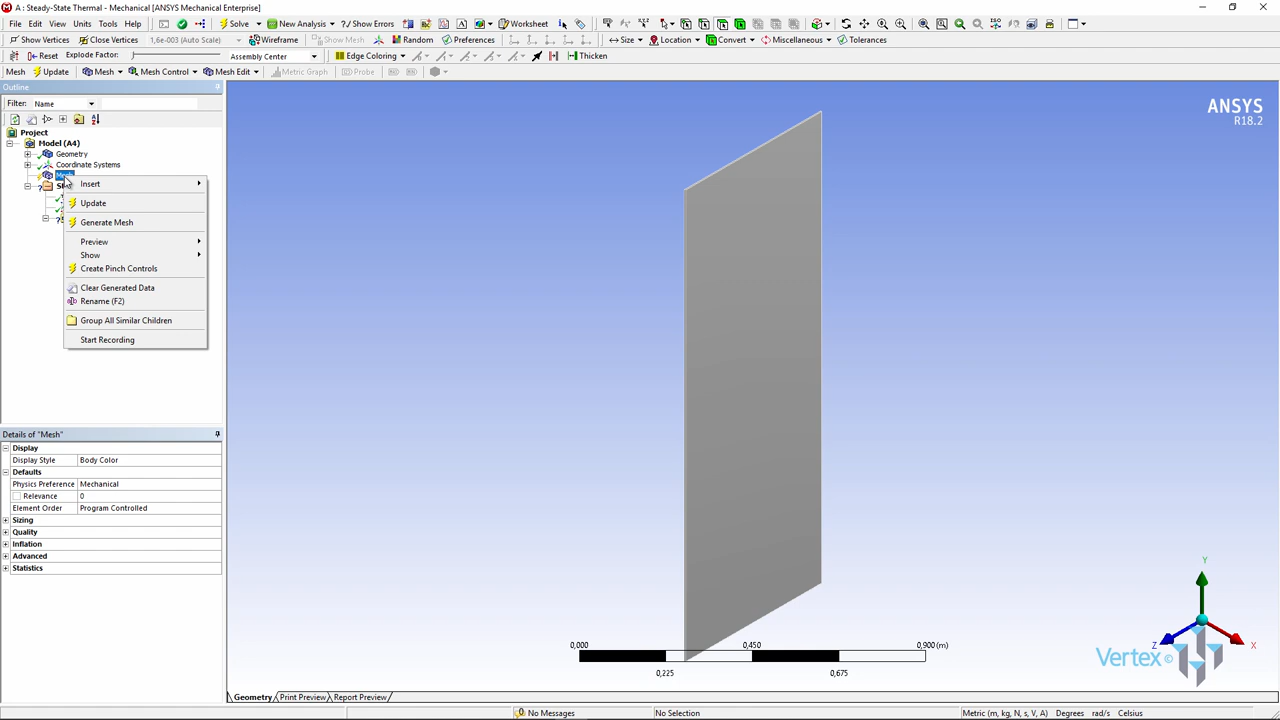 A : Steady-State Thermal - Mechanical [ANSYS Mechanical Enterprise]
File Edit View Units Tools Help Solve New Analysis ? Show Errors Worksheet
Show Vertices Close Vertices 1,6e-003 (Auto Scale) Wireframe Show Mesh Random Preferences Size Location Convert Miscellaneous Tolerances
Reset Explode Factor: Assembly Center Edge Coloring Thicken
Mesh Update Mesh Mesh Control Mesh Edit Metric Graph Probe
Outline
Filter: Name
Project
Model (A4)
Geometry
Coordinate Systems
Insert
Update
Generate Mesh
Preview
Show
Create Pinch Controls
Clear Generated Data
Rename (F2)
Group All Similar Children
Start Recording
Details of "Mesh"
Display
Display Style Body Color
Defaults
Physics Preference Mechanical
Relevance 0
Element Order Program Controlled
Sizing
Quality
Inflation
Advanced
Statistics
ANSYS
R18.2
0,000 0,450 0,900 (m)
0,225 0,675
Y
Z X
Vertex ©
Geometry Print Preview Report Preview
No Messages No Selection Metric (m, kg, N, s, V, A) Degrees rad/s Celsius